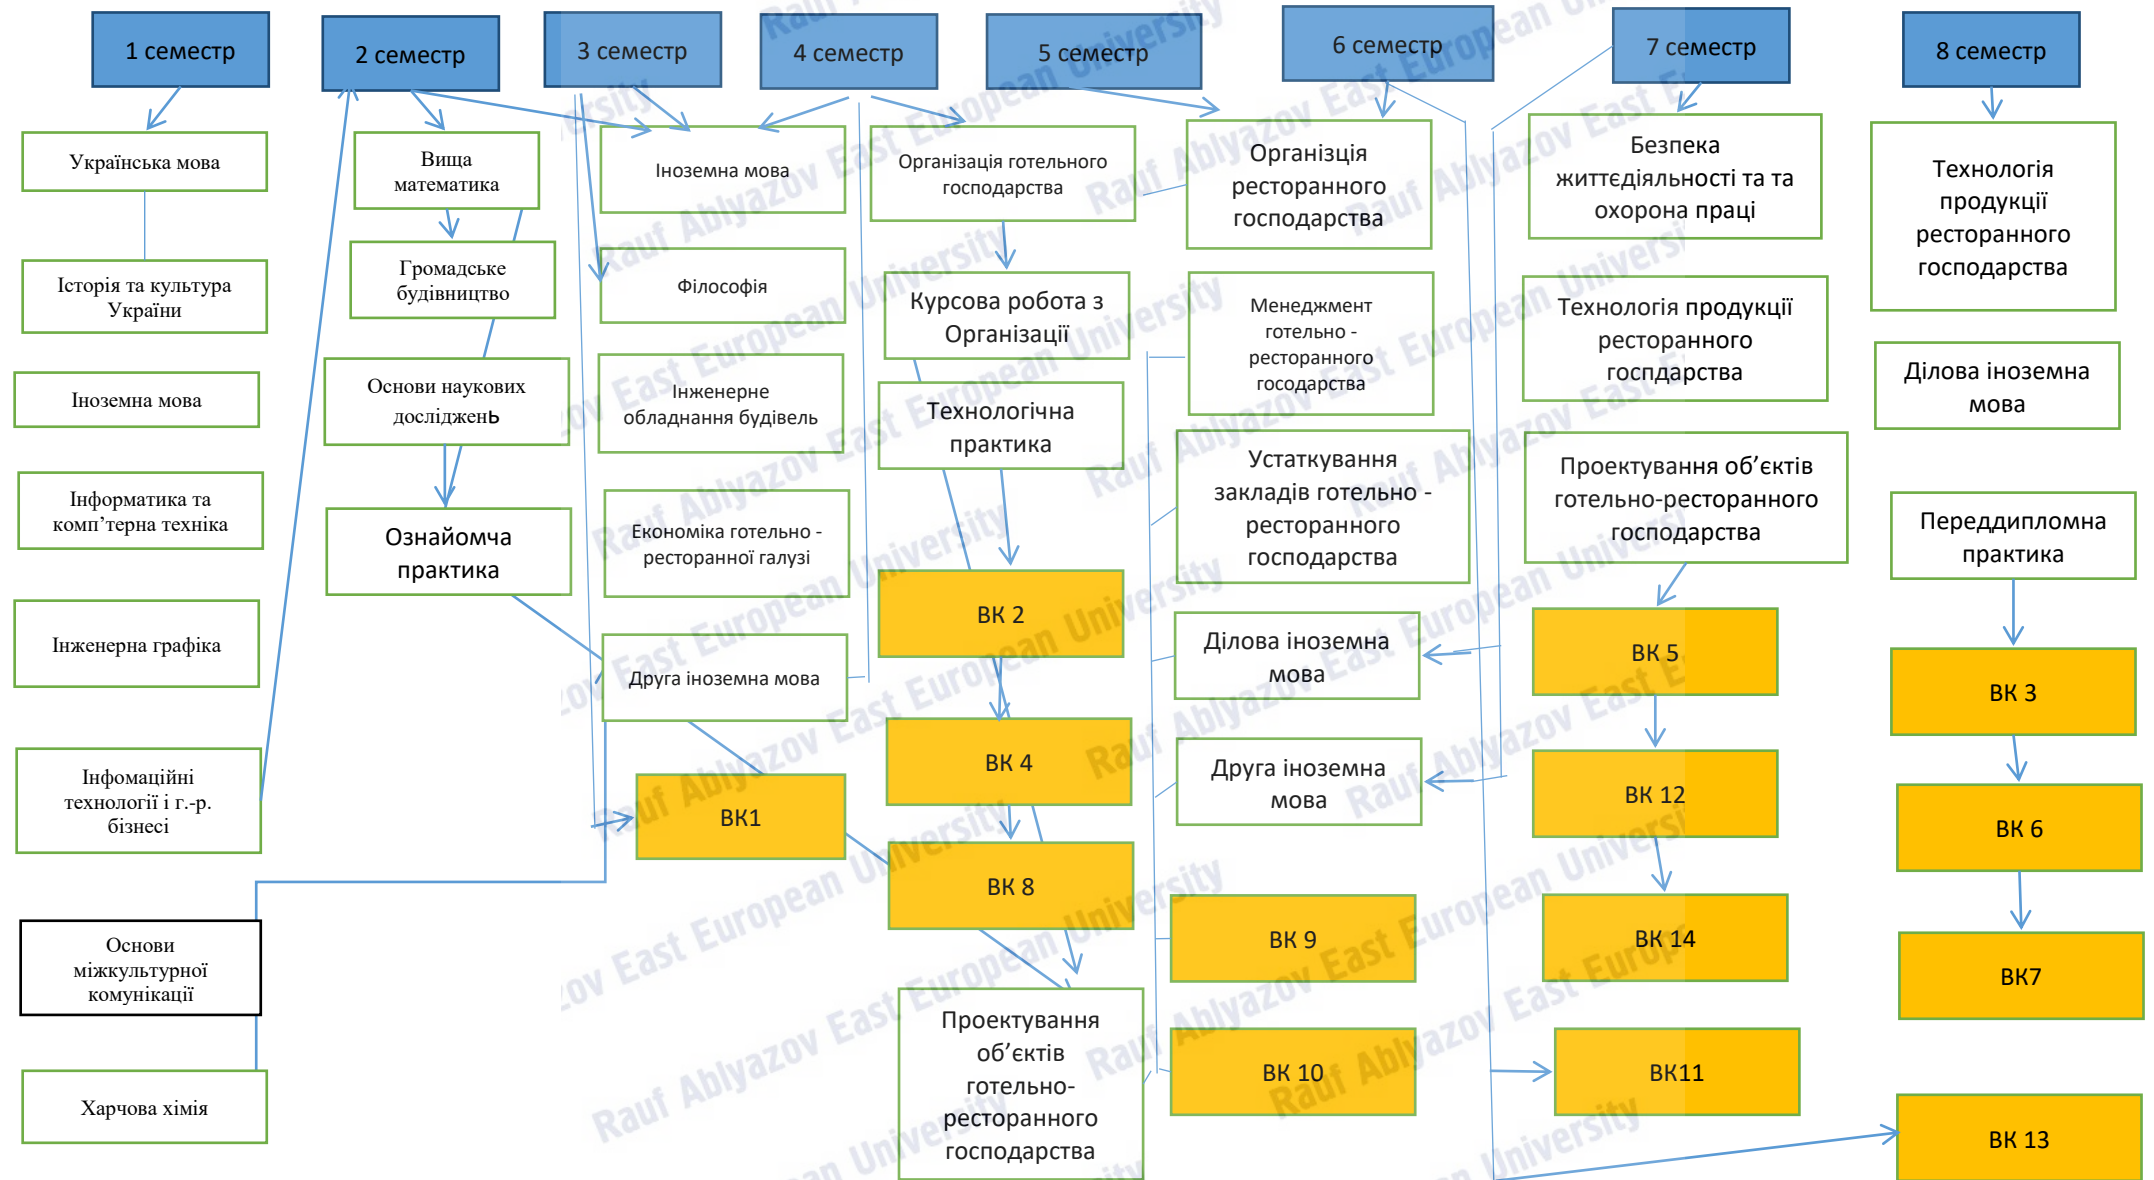 1 семестр
2 семестр
3 семестр
4 семестр
5 семестр
6 семестр
7 семестр
8 семестр
Українська мова
Історія та культура
України
Іноземна мова
Інформатика та
комп’терна техніка
Інженерна графіка
Інфомаційні
технології і г.-р.
бізнесі
Основи
міжкультурної
комунікації
Харчова хімія
Вища
математика
Громадське
будівництво
Основи наукових
досліджень
Ознайомча
практика
Іноземна мова
Філософія
Інженерне
обладнання будівель
Економіка готельно -
ресторанної галузі
Друга іноземна мова
ВК1
Організація готельного
господарства
Курсова робота з
Організації
Технологічна
практика
ВК 2
ВК 4
ВК 8
Проектування
об’єктів
готельно-
ресторанного
господарства
Організція
ресторанного
господарства
Менеджмент
готельно -
ресторанного
госодарства
Устаткування
закладів готельно -
ресторанного
господарства
Ділова іноземна
мова
Друга іноземна
мова
ВК 9
ВК 10
Безпека
життєдіяльності та та
охорона праці
Технологія продукції
ресторанного
госпдарства
Проектування об’єктів
готельно-ресторанного
господарства
ВК 5
ВК 12
ВК 14
ВК11
Технологія
продукції
ресторанного
господарства
Ділова іноземна
мова
Переддипломна
практика
ВК 3
ВК 6
ВК7
ВК 13
Rauf Ablyazov East European University